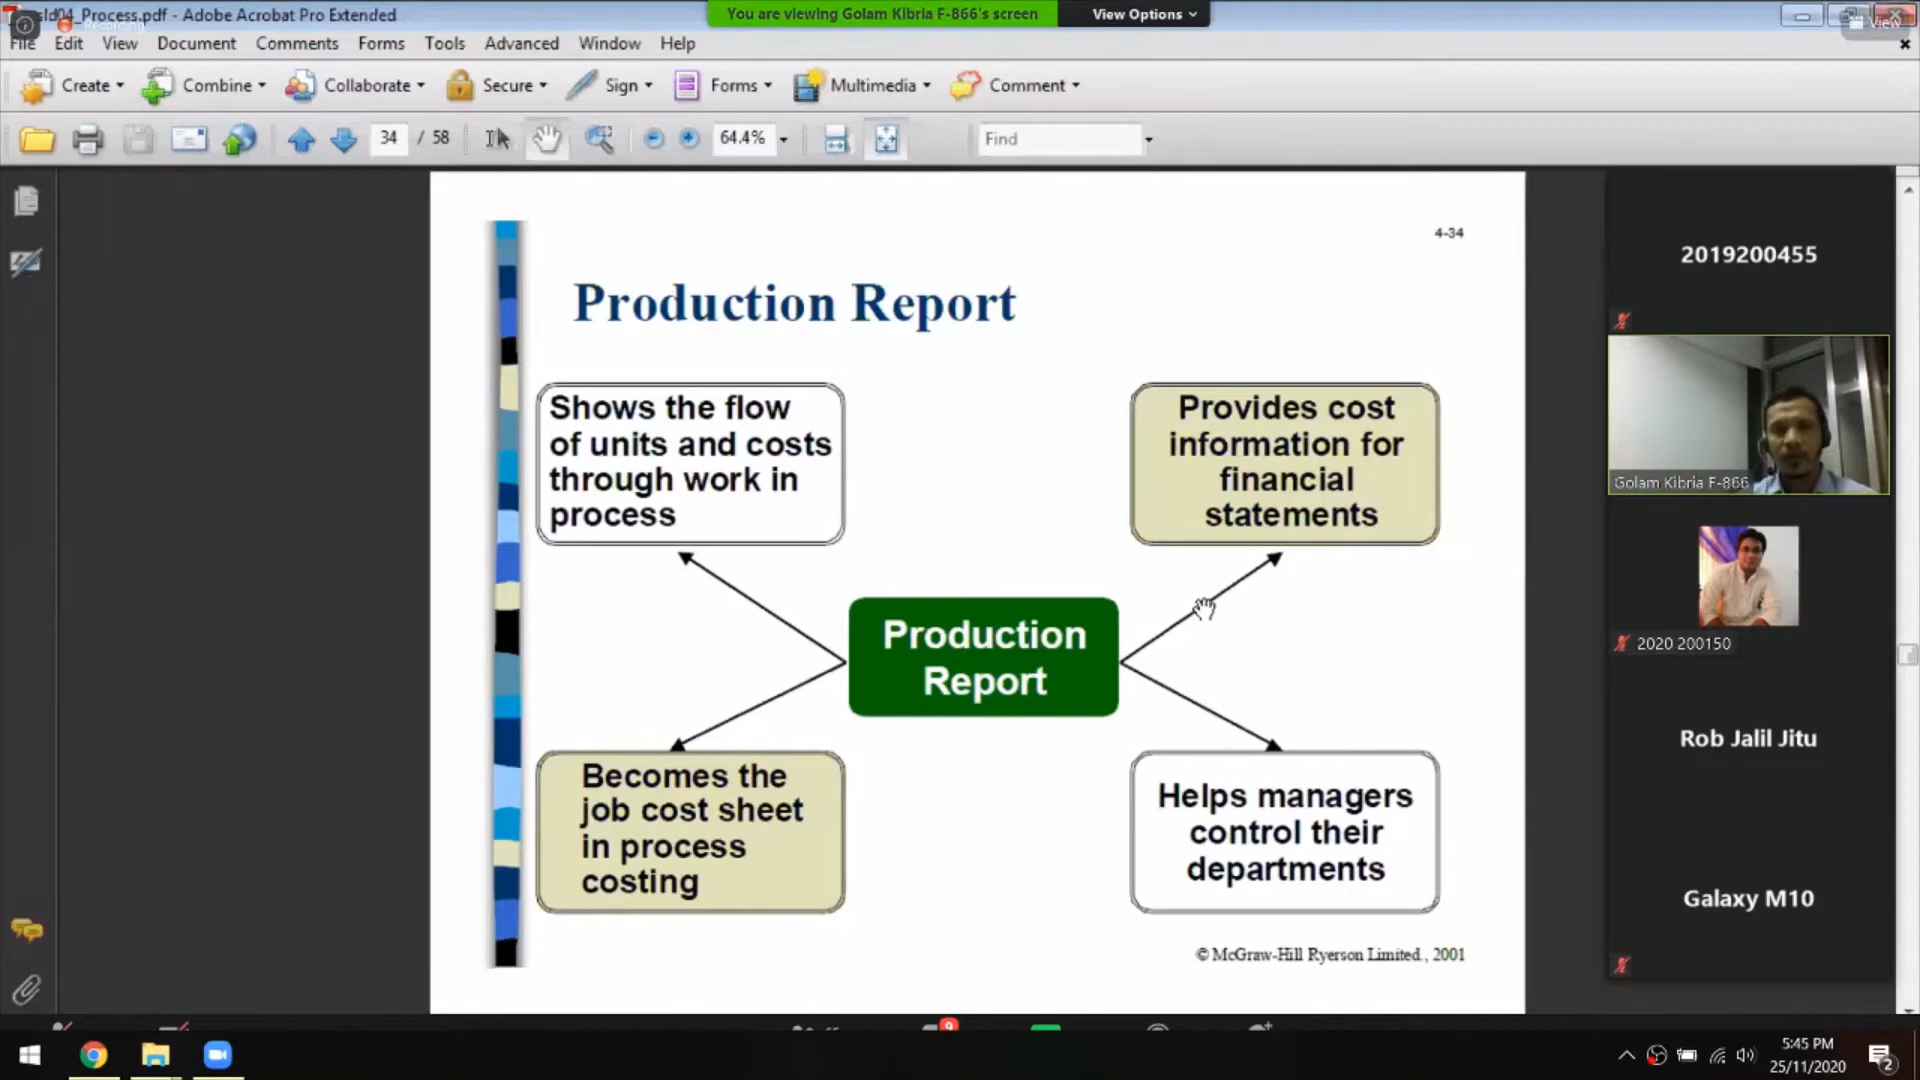 sld04_Process.pdf - Adobe Acrobat Pro Extended
Recording
You are viewing Golam Kibria F-866's screen
View Options
View
File Edit View Document Comments Forms Tools Advanced Window Help
Create Combine Collaborate Secure Sign Forms Multimedia Comment
34 / 58 64.4% Find
4-34
Production Report
Shows the flow
of units and costs
through work in
process
Provides cost
information for
financial
statements
Production
Report
Becomes the
job cost sheet
in process
costing
Helps managers
control their
departments
© McGraw-Hill Ryerson Limited., 2001
2019200455
Golam Kibria F-866
2020 200150
Rob Jalil Jitu
Galaxy M10
9
5:45 PM
25/11/2020
2